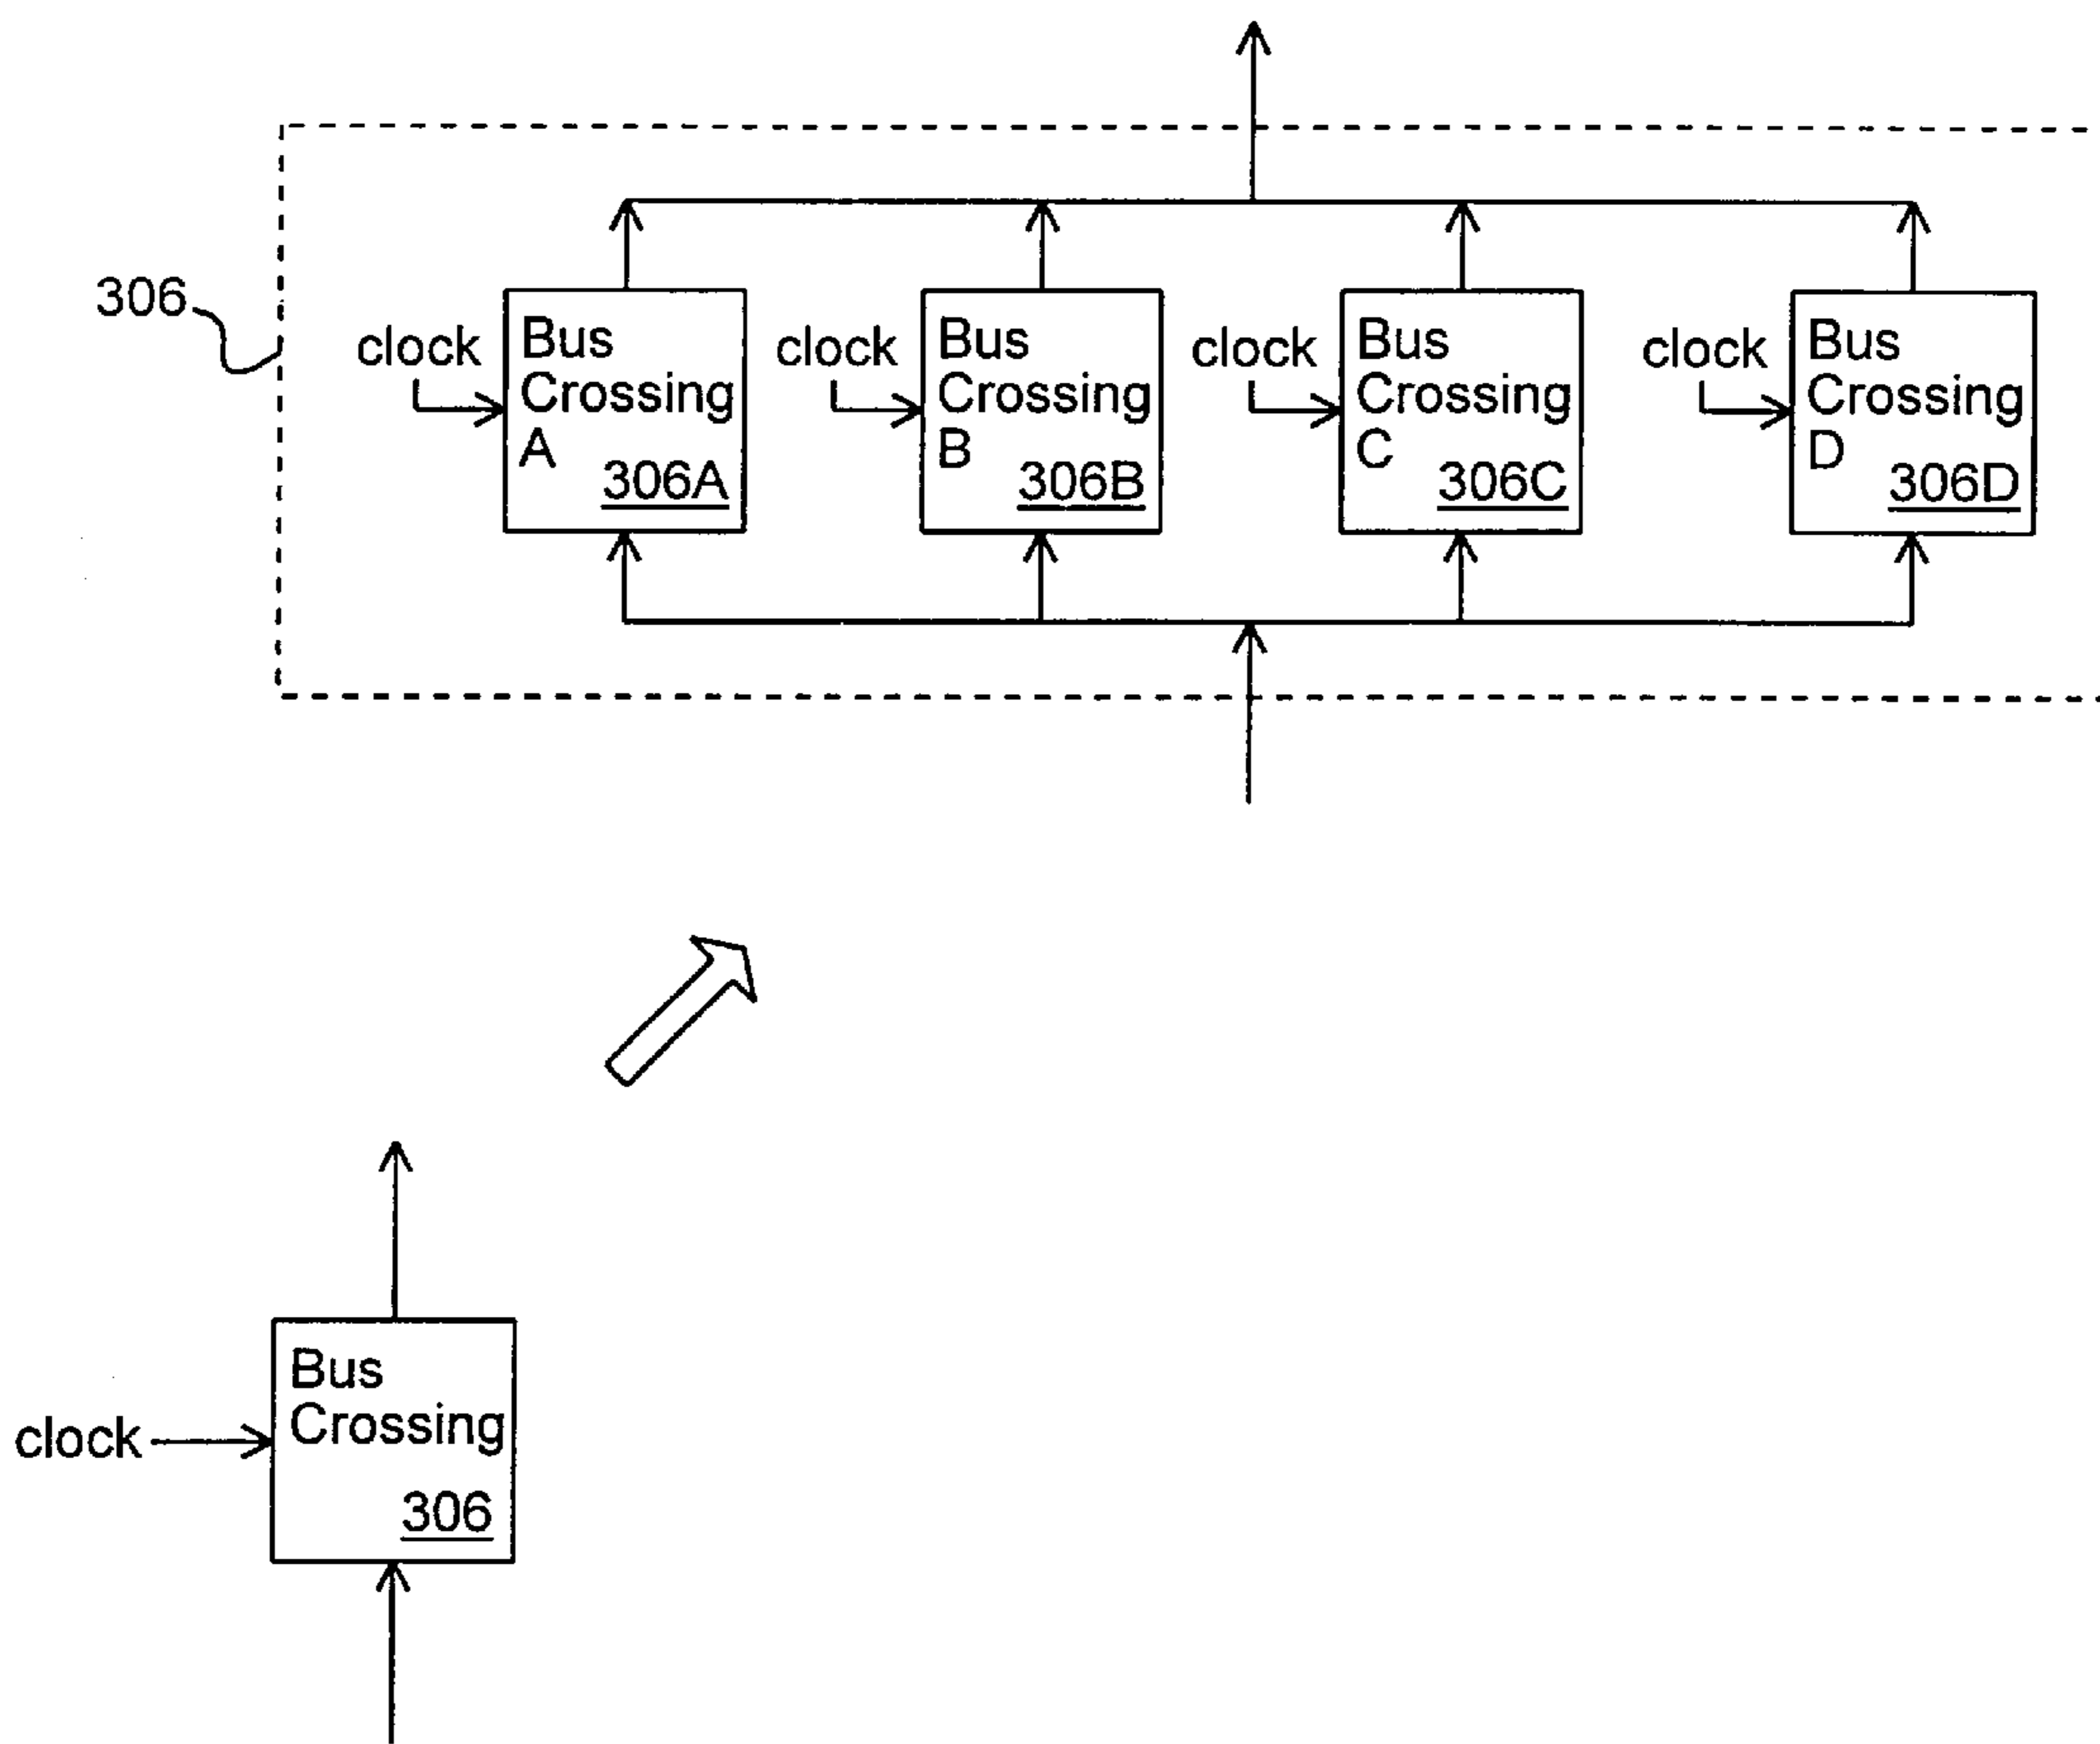 306
clock
Bus
Crossing
A
306A
clock
Bus
Crossing
B
306B
clock
Bus
Crossing
C
306C
clock
Bus
Crossing
D
306D
clock
Bus
Crossing
306